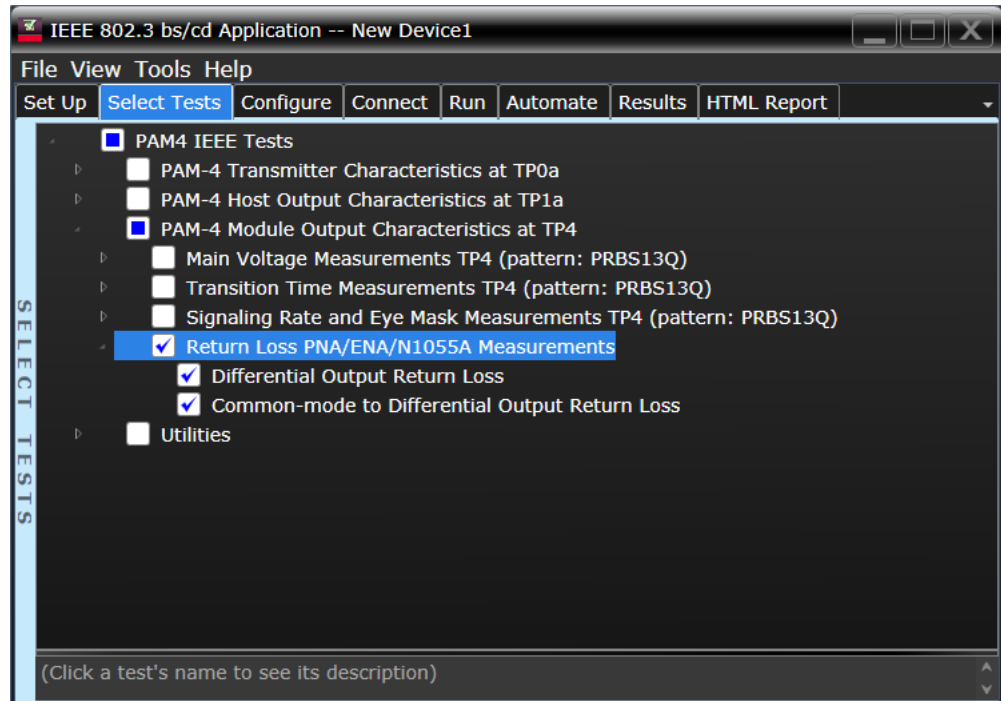 IEEE 802.3 bs/cd Application -- New Device1
File View Tools Help
Set Up Select Tests Configure Connect Run Automate Results HTML Report
PAM4 IEEE Tests
PAM-4 Transmitter Characteristics at TP0a
PAM-4 Host Output Characteristics at TP1a
PAM-4 Module Output Characteristics at TP4
Main Voltage Measurements TP4 (pattern: PRBS13Q)
Transition Time Measurements TP4 (pattern: PRBS13Q)
Signaling Rate and Eye Mask Measurements TP4 (pattern: PRBS13Q)
Return Loss PNA/ENA/N1055A Measurements
Differential Output Return Loss
Common-mode to Differential Output Return Loss
Utilities
SELECT TESTS
(Click a test's name to see its description)